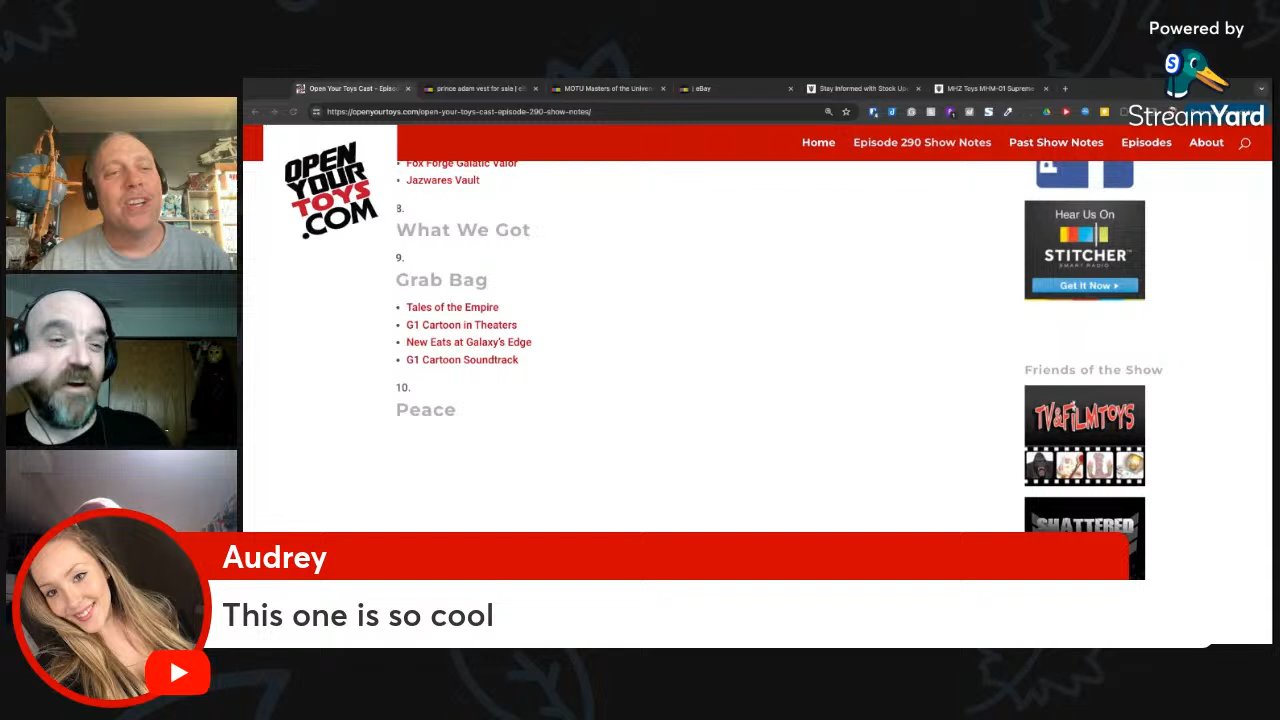 Powered by
StreamYard
Open Your Toys Cast - Episo
prince adam vest for sale | eB
MOTU Masters of the Univer
| eBay
Stay Informed with Stock Up
MHZ Toys MHM-01 Supreme
https://openyourtoys.com/open-your-toys-cast-episode-290-show-notes/
OPEN
YOUR
TOYS
.COM
Home
Episode 290 Show Notes
Past Show Notes
Episodes
About
Fox Forge Galatic Valor
Jazwares Vault
8.
What We Got
9.
Grab Bag
Tales of the Empire
G1 Cartoon in Theaters
New Eats at Galaxy's Edge
G1 Cartoon Soundtrack
10.
Peace
Hear Us On
STITCHER
SMART RADIO
Get It Now
Friends of the Show
TV&FILMTOYS
SHATTERED
Audrey
This one is so cool